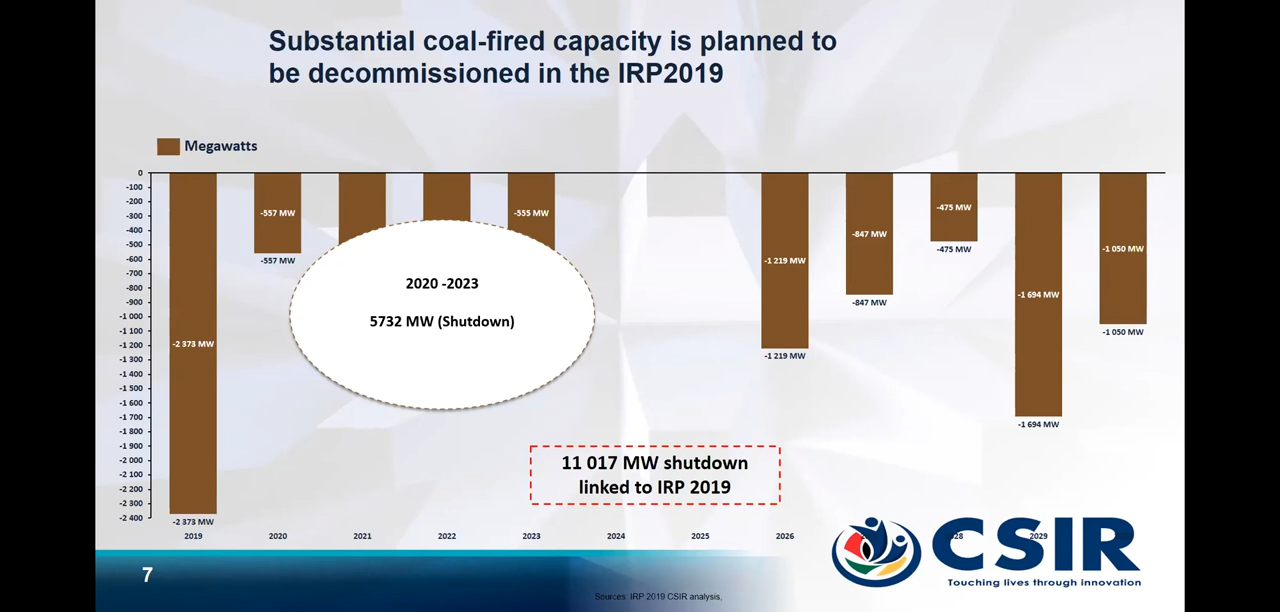 Substantial coal-fired capacity is planned to
be decommissioned in the IRP2019
Megawatts
0
-100
-200
-300
-400
-500
-600
-700
-800
-900
-1 000
-1 100
-1 200
-1 300
-1 400
-1 500
-1 600
-1 700
-1 800
-1 900
-2 000
-2 100
-2 200
-2 300
-2 400
-2 373 MW
-2 373 MW
-557 MW
-557 MW
-555 MW
2020 -2023
5732 MW (Shutdown)
-1 219 MW
-1 219 MW
-847 MW
-847 MW
-475 MW
-475 MW
-1 694 MW
-1 694 MW
-1 050 MW
-1 050 MW
11 017 MW shutdown
linked to IRP 2019
2019 2020 2021 2022 2023 2024 2025 2026 2029
CSIR
Touching lives through innovation
7
Sources: IRP 2019 CSIR analysis,